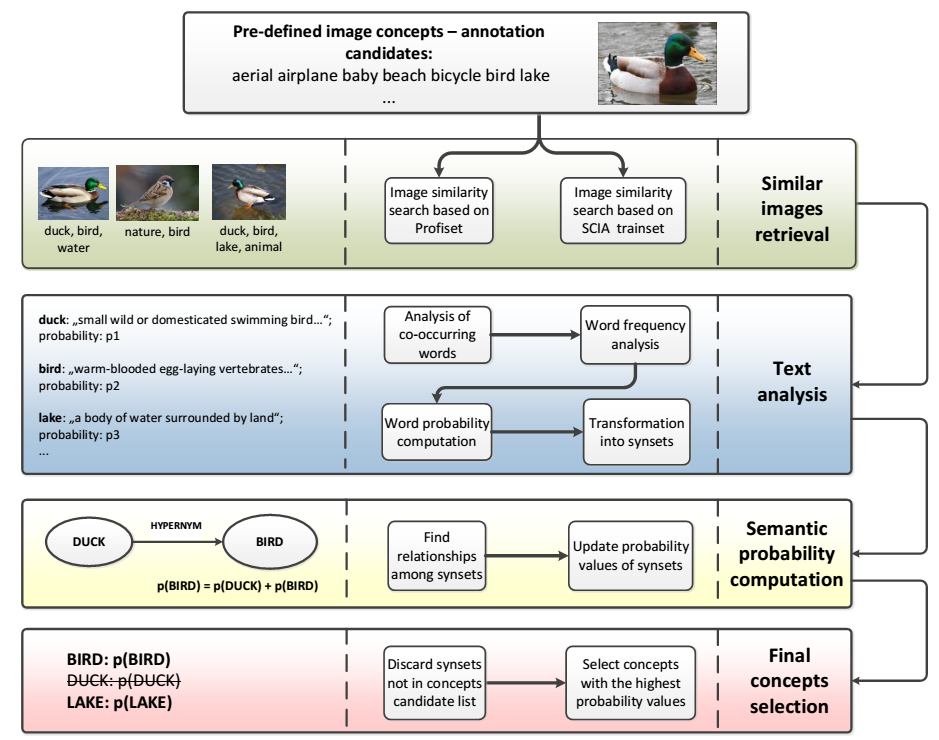 Pre-defined image concepts – annotation
candidates:
aerial airplane baby beach bicycle bird lake
...
duck, bird,
water
nature, bird
duck, bird,
lake, animal
Image similarity
search based on
Profiset
Image similarity
search based on
SCIA trainset
Similar
images
retrieval
duck: „small wild or domesticated swimming bird…“;
probability: p1
bird: „warm-blooded egg-laying vertebrates…“;
probability: p2
lake: „a body of water surrounded by land“;
probability: p3
...
Analysis of
co-occurring
words
Word frequency
analysis
Word probability
computation
Transformation
into synsets
Text
analysis
DUCK
HYPERNYM
BIRD
p(BIRD) = p(DUCK) + p(BIRD)
Find
relationships
among synsets
Update probability
values of synsets
Semantic
probability
computation
BIRD: p(BIRD)
DUCK: p(DUCK)
LAKE: p(LAKE)
Discard synsets
not in concepts
candidate list
Select concepts
with the highest
probability values
Final
concepts
selection